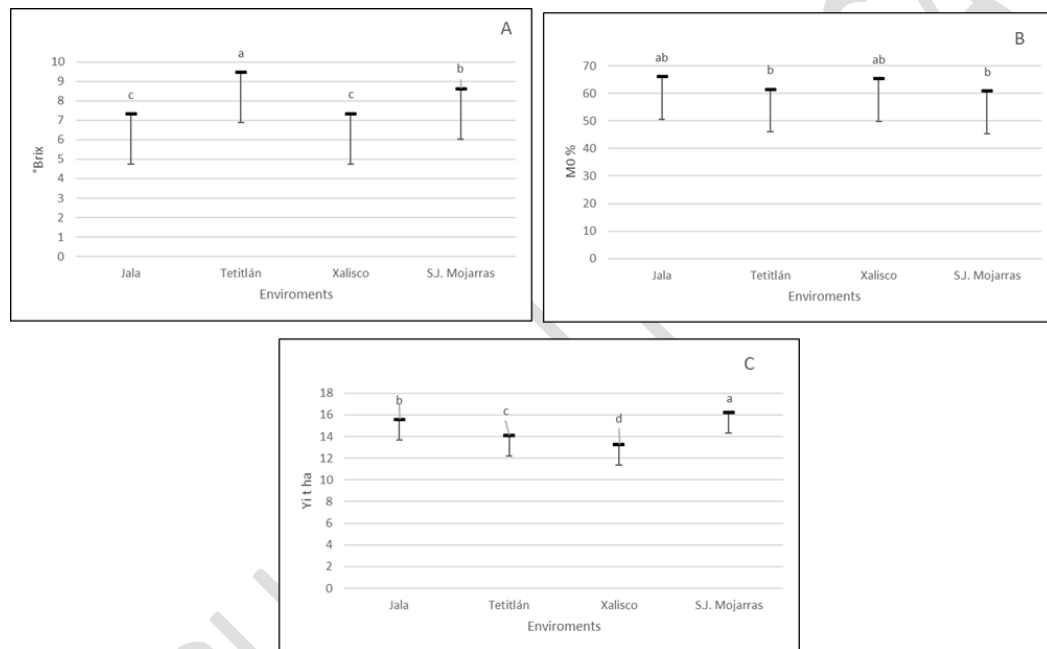 A
10
9
8
7
6
5
4
3
2
1
0
°Brix
c
a
c
b
Jala
Tetitlán
Xalisco
S.J. Mojarras
Enviroments
B
70
60
50
40
30
20
10
0
M0 %
ab
b
ab
b
Jala
Tetitlán
Xalisco
S.J. Mojarras
Enviroments
C
18
16
14
12
10
8
6
4
2
0
Yi t ha
b
c
d
a
Jala
Tetitlán
Xalisco
S.J. Mojarras
Enviroments